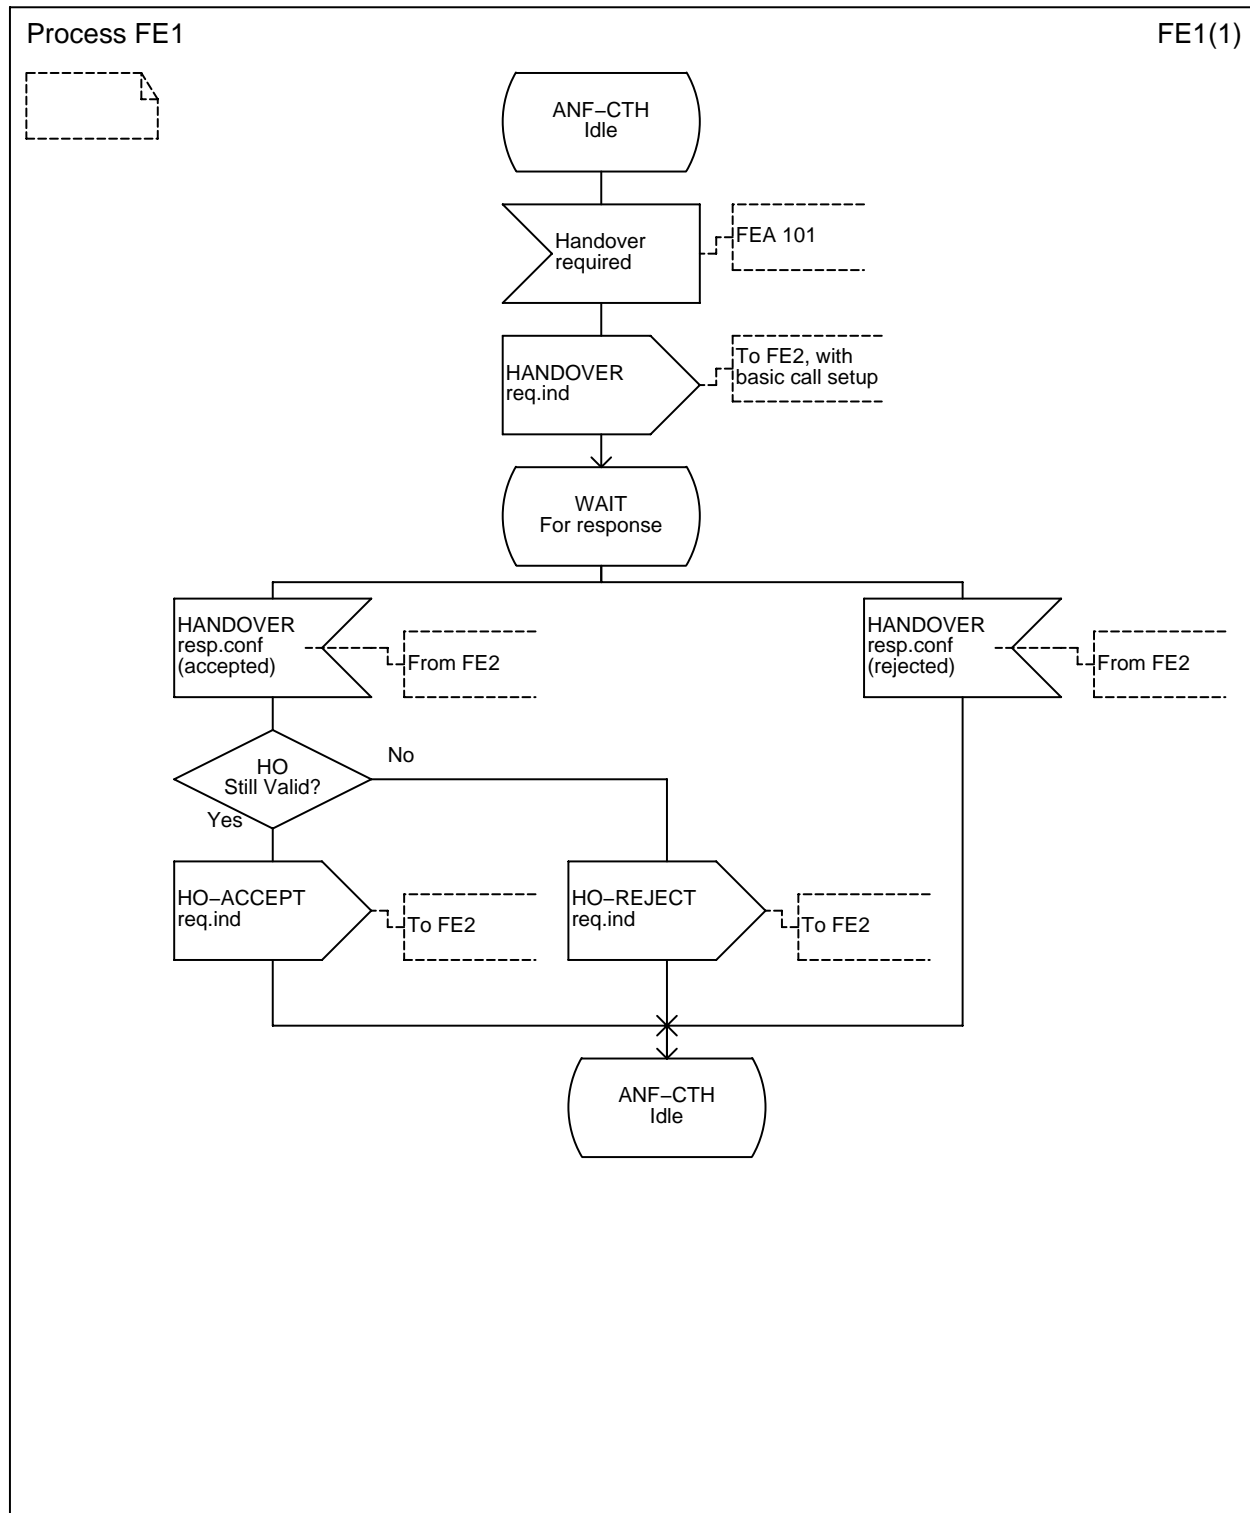 Process FE1
FE1(1)
ANF−CTH
Idle
Handover
required
FEA 101
HANDOVER
req.ind
To FE2, with
basic call setup
WAIT
For response
HANDOVER
resp.conf
(accepted)
From FE2
HANDOVER
resp.conf
(rejected)
From FE2
HO
Still Valid?
No
Yes
HO−ACCEPT
req.ind
To FE2
HO−REJECT
req.ind
To FE2
ANF−CTH
Idle